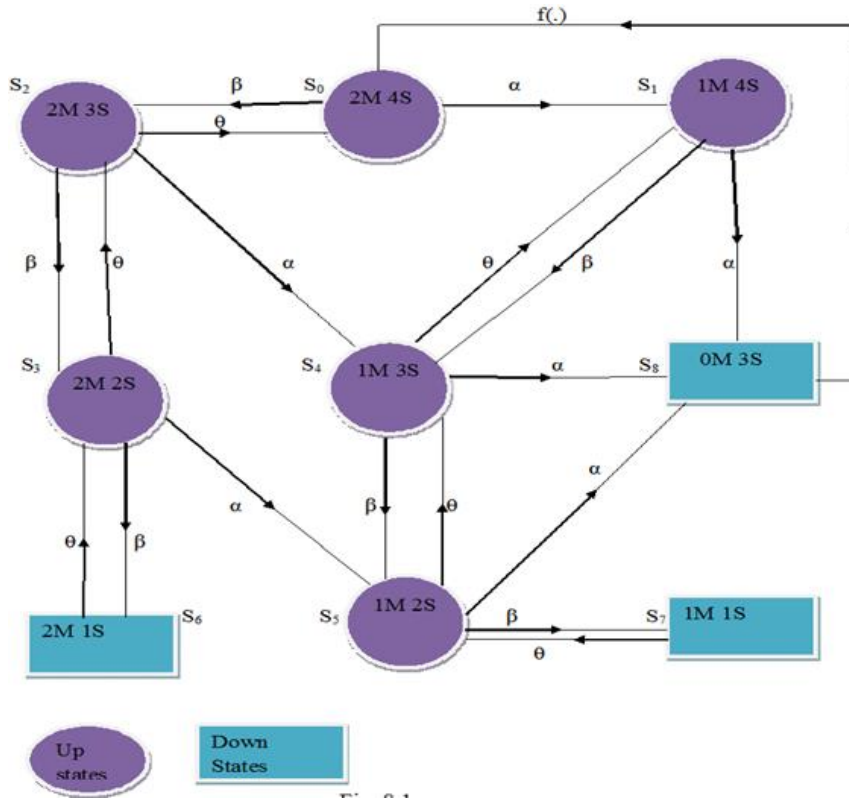 f(.)
S2
β
S0
α
S1
2M 3S
2M 4S
1M 4S
θ
β
θ
α
θ
β
α
S3
2M 2S
S4
1M 3S
α
S8
0M 3S
α
α
θ
β
β
θ
S6
2M 1S
S5
1M 2S
β
θ
S7
1M 1S
Up
states
Down
States